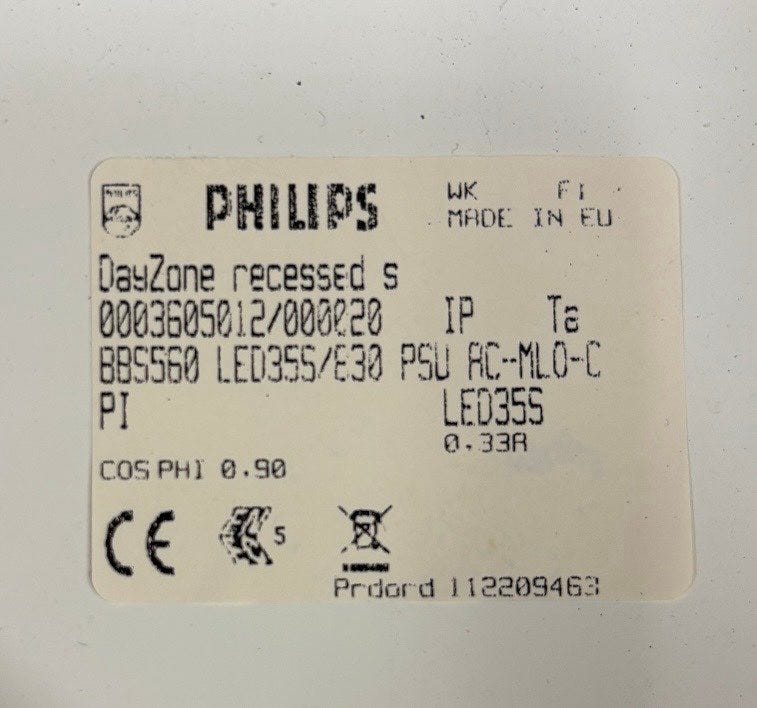 PHILIPS
WK FI
MADE IN EU
DayZone recessed s
0003605012/000020 IP Ta
BBS560 LED35S/830 PSU AC-MLO-C
PI LED35S
0.33A
COS PHI 0.90
CE
5
Prdord 112209463